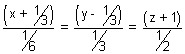 (x + 1/3) / 1/6 = (y - 1/3) / 1/3 = (z + 1) / 1/2